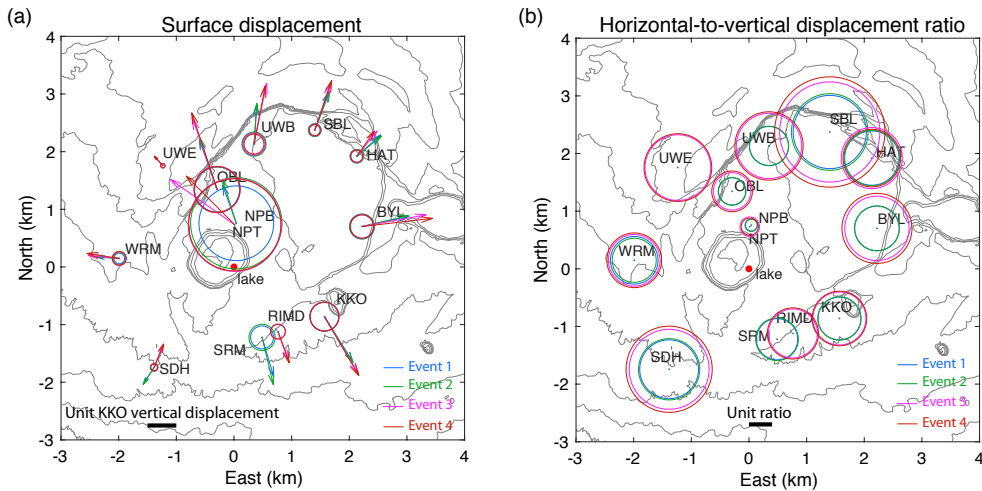 (a)
Surface displacement
4
3
2
1
0
-1
-2
-3
North (km)
UWB
SBL
UWE
HAT
OBL
NPB
BYL
NPT
WRM
lake
KKO
RIMD
SRM
SDH
Event 1
Event 2
Event 3
Event 4
Unit KKO vertical displacement
-3 -2 -1 0 1 2 3 4
East (km)
(b)
Horizontal-to-vertical displacement ratio
4
3
2
1
0
-1
-2
-3
North (km)
SBL
UWB
UWE
HAT
OBL
NPB
BYL
NPT
WRM
lake
KKO
RIMD
SRM
SDH
Event 1
Event 2
Event 3
Event 4
Unit ratio
-3 -2 -1 0 1 2 3 4
East (km)